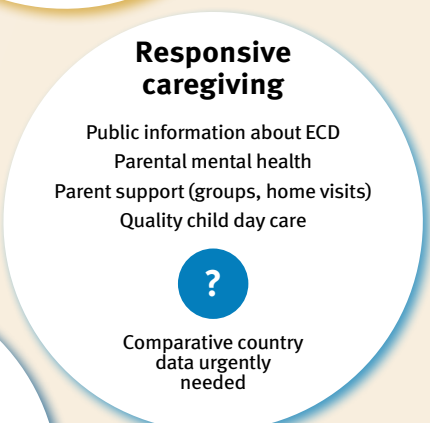 Responsive
caregiving
Public information about ECD
Parental mental health
Parent support (groups, home visits)
Quality child day care
?
Comparative country
data urgently
needed